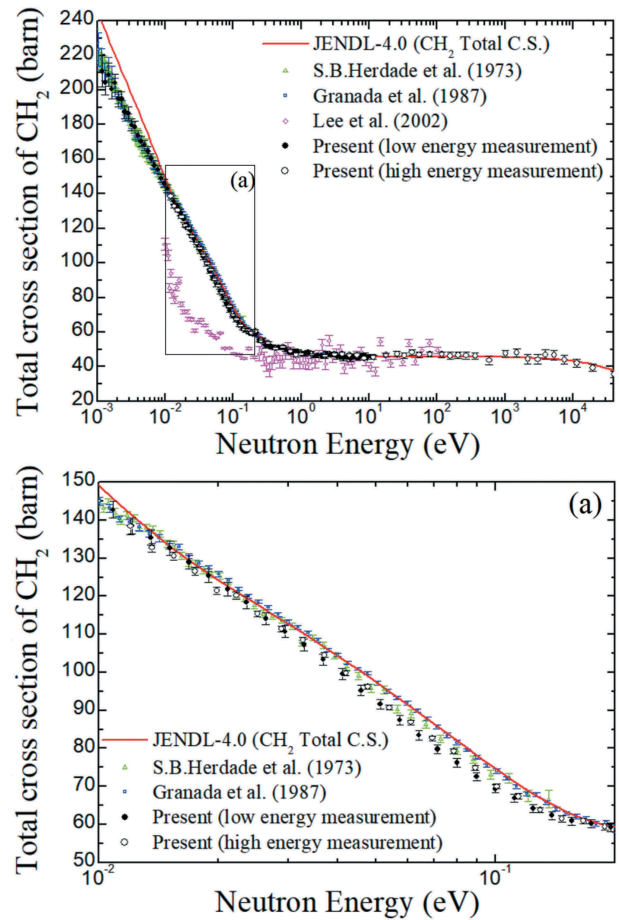 Total cross section of CH₂ (barn)
240
220
200
180
160
140
120
100
80
60
40
20
JENDL-4.0 (CH₂ Total C.S.)
S.B.Herdade et al. (1973)
Granada et al. (1987)
Lee et al. (2002)
Present (low energy measurement)
Present (high energy measurement)
(a)
10⁻³ 10⁻² 10⁻¹ 10⁰ 10¹ 10² 10³ 10⁴
Neutron Energy (eV)
Total cross section of CH₂ (barn)
150
140
130
120
110
100
90
80
70
60
50
(a)
JENDL-4.0 (CH₂ Total C.S.)
S.B.Herdade et al. (1973)
Granada et al. (1987)
Present (low energy measurement)
Present (high energy measurement)
10⁻² 10⁻¹
Neutron Energy (eV)